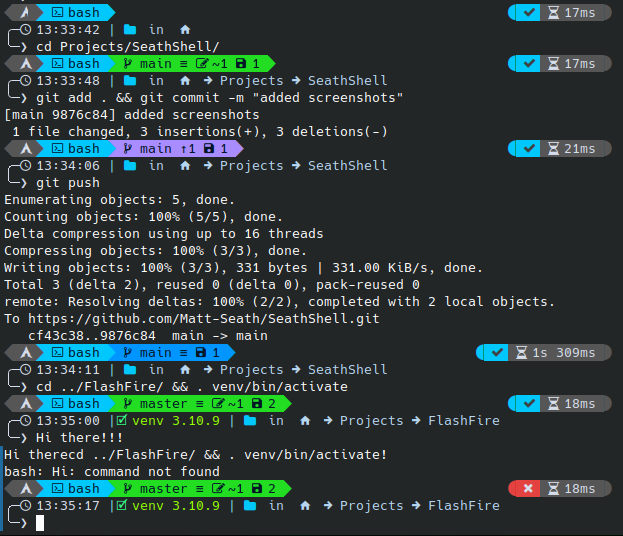 bash 17ms
13:33:42 | in
❯ cd Projects/SeathShell/
bash main ≡ ~1 1 17ms
13:33:48 | in → Projects → SeathShell
❯ git add . && git commit -m "added screenshots"
[main 9876c84] added screenshots
1 file changed, 3 insertions(+), 3 deletions(-)
bash main ↑1 1 21ms
13:34:06 | in → Projects → SeathShell
❯ git push
Enumerating objects: 5, done.
Counting objects: 100% (5/5), done.
Delta compression using up to 16 threads
Compressing objects: 100% (3/3), done.
Writing objects: 100% (3/3), 331 bytes | 331.00 KiB/s, done.
Total 3 (delta 2), reused 0 (delta 0), pack-reused 0
remote: Resolving deltas: 100% (2/2), completed with 2 local objects.
To https://github.com/Matt-Seath/SeathShell.git
cf43c38..9876c84 main -> main
bash main ≡ 1 1s 309ms
13:34:11 | in → Projects → SeathShell
❯ cd ../FlashFire/ && . venv/bin/activate
bash master ≡ ~1 2 18ms
13:35:00 | venv 3.10.9 | in → Projects → FlashFire
❯ Hi there!!!
Hi therecd ../FlashFire/ && . venv/bin/activate!
bash: Hi: command not found
bash master ≡ ~1 2 18ms
13:35:17 | venv 3.10.9 | in → Projects → FlashFire
❯